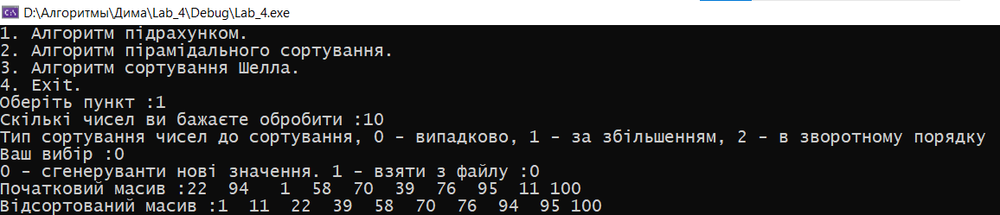 D:\Алгоритмы\Дима\Lab_4\Debug\Lab_4.exe
1. Алгоритм підрахунком.
2. Алгоритм пірамідального сортування.
3. Алгоритм сортування Шелла.
4. Exit.
Оберіть пункт :1
Скількі чисел ви бажаєте обробити :10
Тип сортування чисел до сортування, 0 - випадково, 1 - за збільшенням, 2 - в зворотному порядку
Ваш вибір :0
0 - сгенерувати нові значення. 1 - взяти з файлу :0
Початковий масив :22  94   1  58  70  39  76  95  11 100
Відсортований масив :1  11  22  39  58  70  76  94  95 100